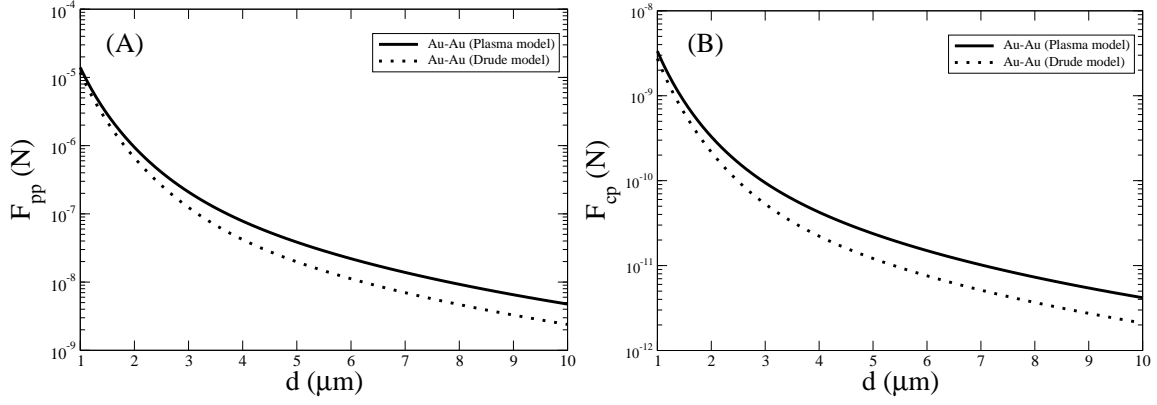 (A)
Au-Au (Plasma model)
Au-Au (Drude model)
10⁻⁴
10⁻⁵
10⁻⁶
10⁻⁷
10⁻⁸
10⁻⁹
F_pp (N)
1 2 3 4 5 6 7 8 9 10
d (μm)
(B)
Au-Au (Plasma model)
Au-Au (Drude model)
10⁻⁸
10⁻⁹
10⁻¹⁰
10⁻¹¹
10⁻¹²
F_cp (N)
1 2 3 4 5 6 7 8 9 10
d (μm)